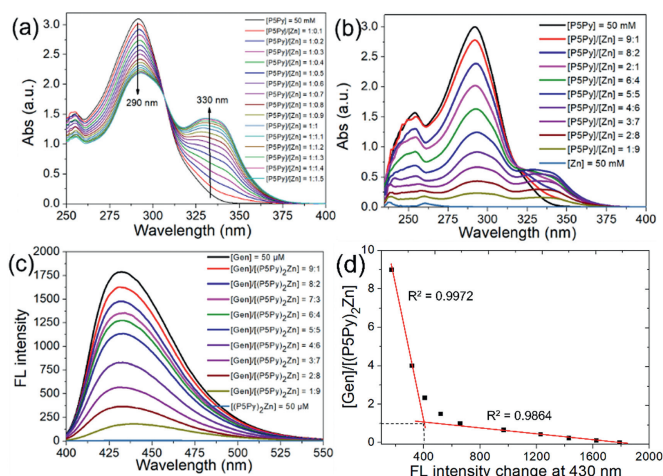 (a)
Abs (a.u.)
3.0
2.5
2.0
1.5
1.0
0.5
0.0
250
275
300
325
350
375
400
Wavelength (nm)
290 nm
330 nm
[P5Py] = 50 mM
[P5Py]/[Zn] = 1:0.1
[P5Py]/[Zn] = 1:0.2
[P5Py]/[Zn] = 1:0.3
[P5Py]/[Zn] = 1:0.4
[P5Py]/[Zn] = 1:0.5
[P5Py]/[Zn] = 1:0.6
[P5Py]/[Zn] = 1:0.7
[P5Py]/[Zn] = 1:0.8
[P5Py]/[Zn] = 1:0.9
[P5Py]/[Zn] = 1:1
[P5Py]/[Zn] = 1:1.1
[P5Py]/[Zn] = 1:1.2
[P5Py]/[Zn] = 1:1.3
[P5Py]/[Zn] = 1:1.4
[P5Py]/[Zn] = 1:1.5
(b)
Abs (a.u.)
3.0
2.5
2.0
1.5
1.0
0.5
0.0
250
275
300
325
350
375
400
Wavelength (nm)
[P5Py] = 50 mM
[P5Py]/[Zn] = 9:1
[P5Py]/[Zn] = 8:2
[P5Py]/[Zn] = 2:1
[P5Py]/[Zn] = 6:4
[P5Py]/[Zn] = 5:5
[P5Py]/[Zn] = 4:6
[P5Py]/[Zn] = 3:7
[P5Py]/[Zn] = 2:8
[P5Py]/[Zn] = 1:9
[Zn] = 50 mM
(c)
FL intensity
2000
1750
1500
1250
1000
750
500
250
0
400
425
450
475
500
525
550
Wavelength (nm)
[Gen] = 50 µM
[Gen]/[(P5Py)2Zn] = 9:1
[Gen]/[(P5Py)2Zn] = 8:2
[Gen]/[(P5Py)2Zn] = 7:3
[Gen]/[(P5Py)2Zn] = 6:4
[Gen]/[(P5Py)2Zn] = 5:5
[Gen]/[(P5Py)2Zn] = 4:6
[Gen]/[(P5Py)2Zn] = 3:7
[Gen]/[(P5Py)2Zn] = 2:8
[Gen]/[(P5Py)2Zn] = 1:9
[(P5Py)2Zn] = 50 µM
(d)
[Gen]/[(P5Py)2Zn]
10
8
6
4
2
0
400
800
1200
1600
2000
FL intensity change at 430 nm
R² = 0.9972
R² = 0.9864